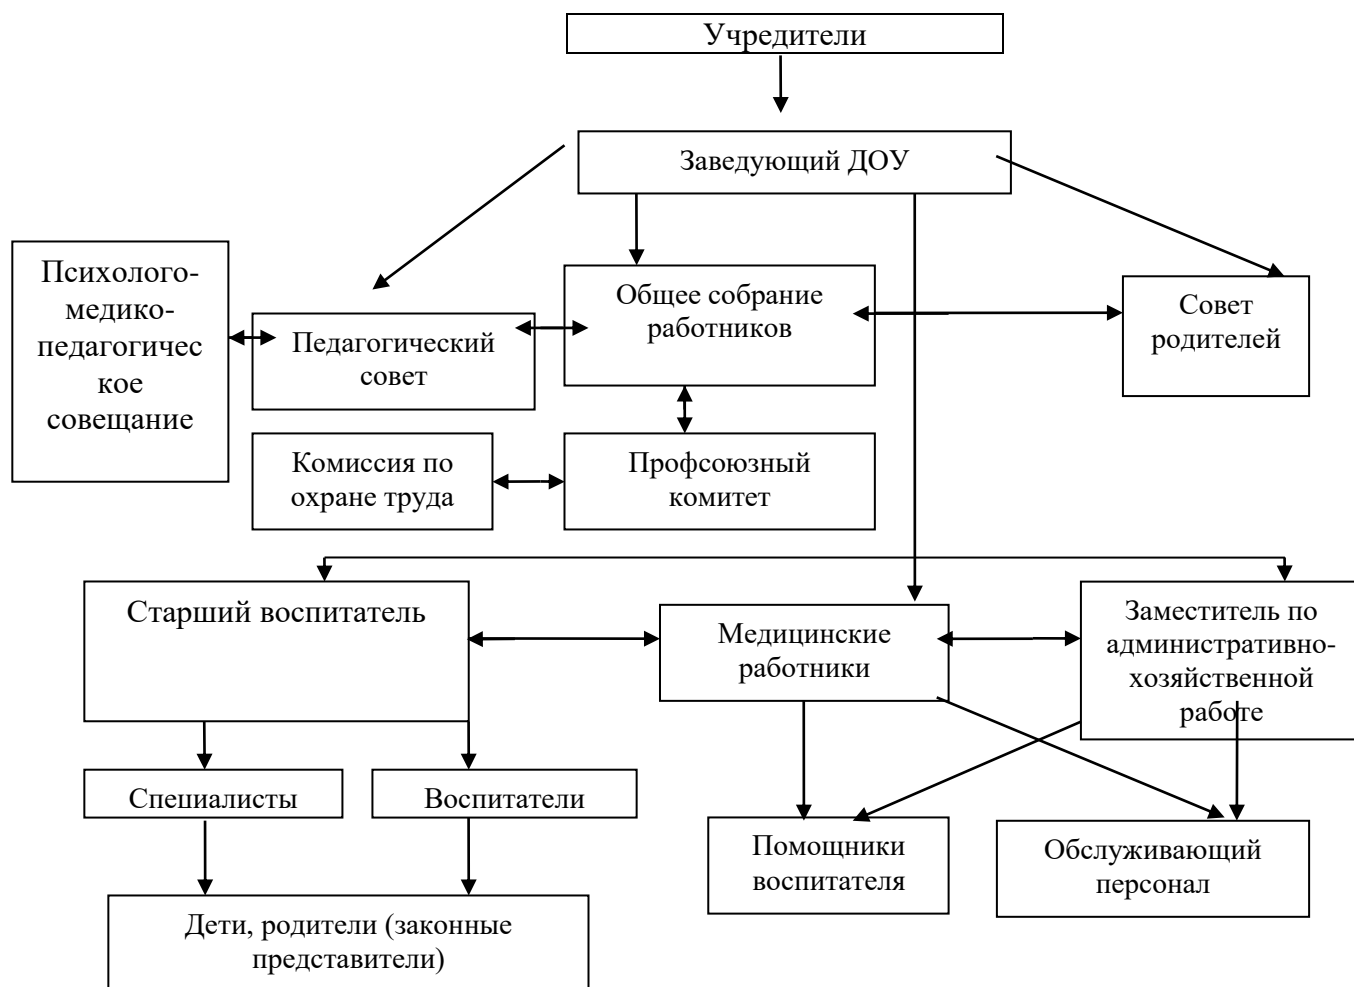 Учредители
Заведующий ДОУ
Психолого-
медико-
педагогичес
кое
совещание
Педагогический
совет
Общее собрание
работников
Совет
родителей
Комиссия по
охране труда
Профсоюзный
комитет
Старший воспитатель
Медицинские
работники
Заместитель по
административно-
хозяйственной
работе
Специалисты
Воспитатели
Помощники
воспитателя
Обслуживающий
персонал
Дети, родители (законные
представители)